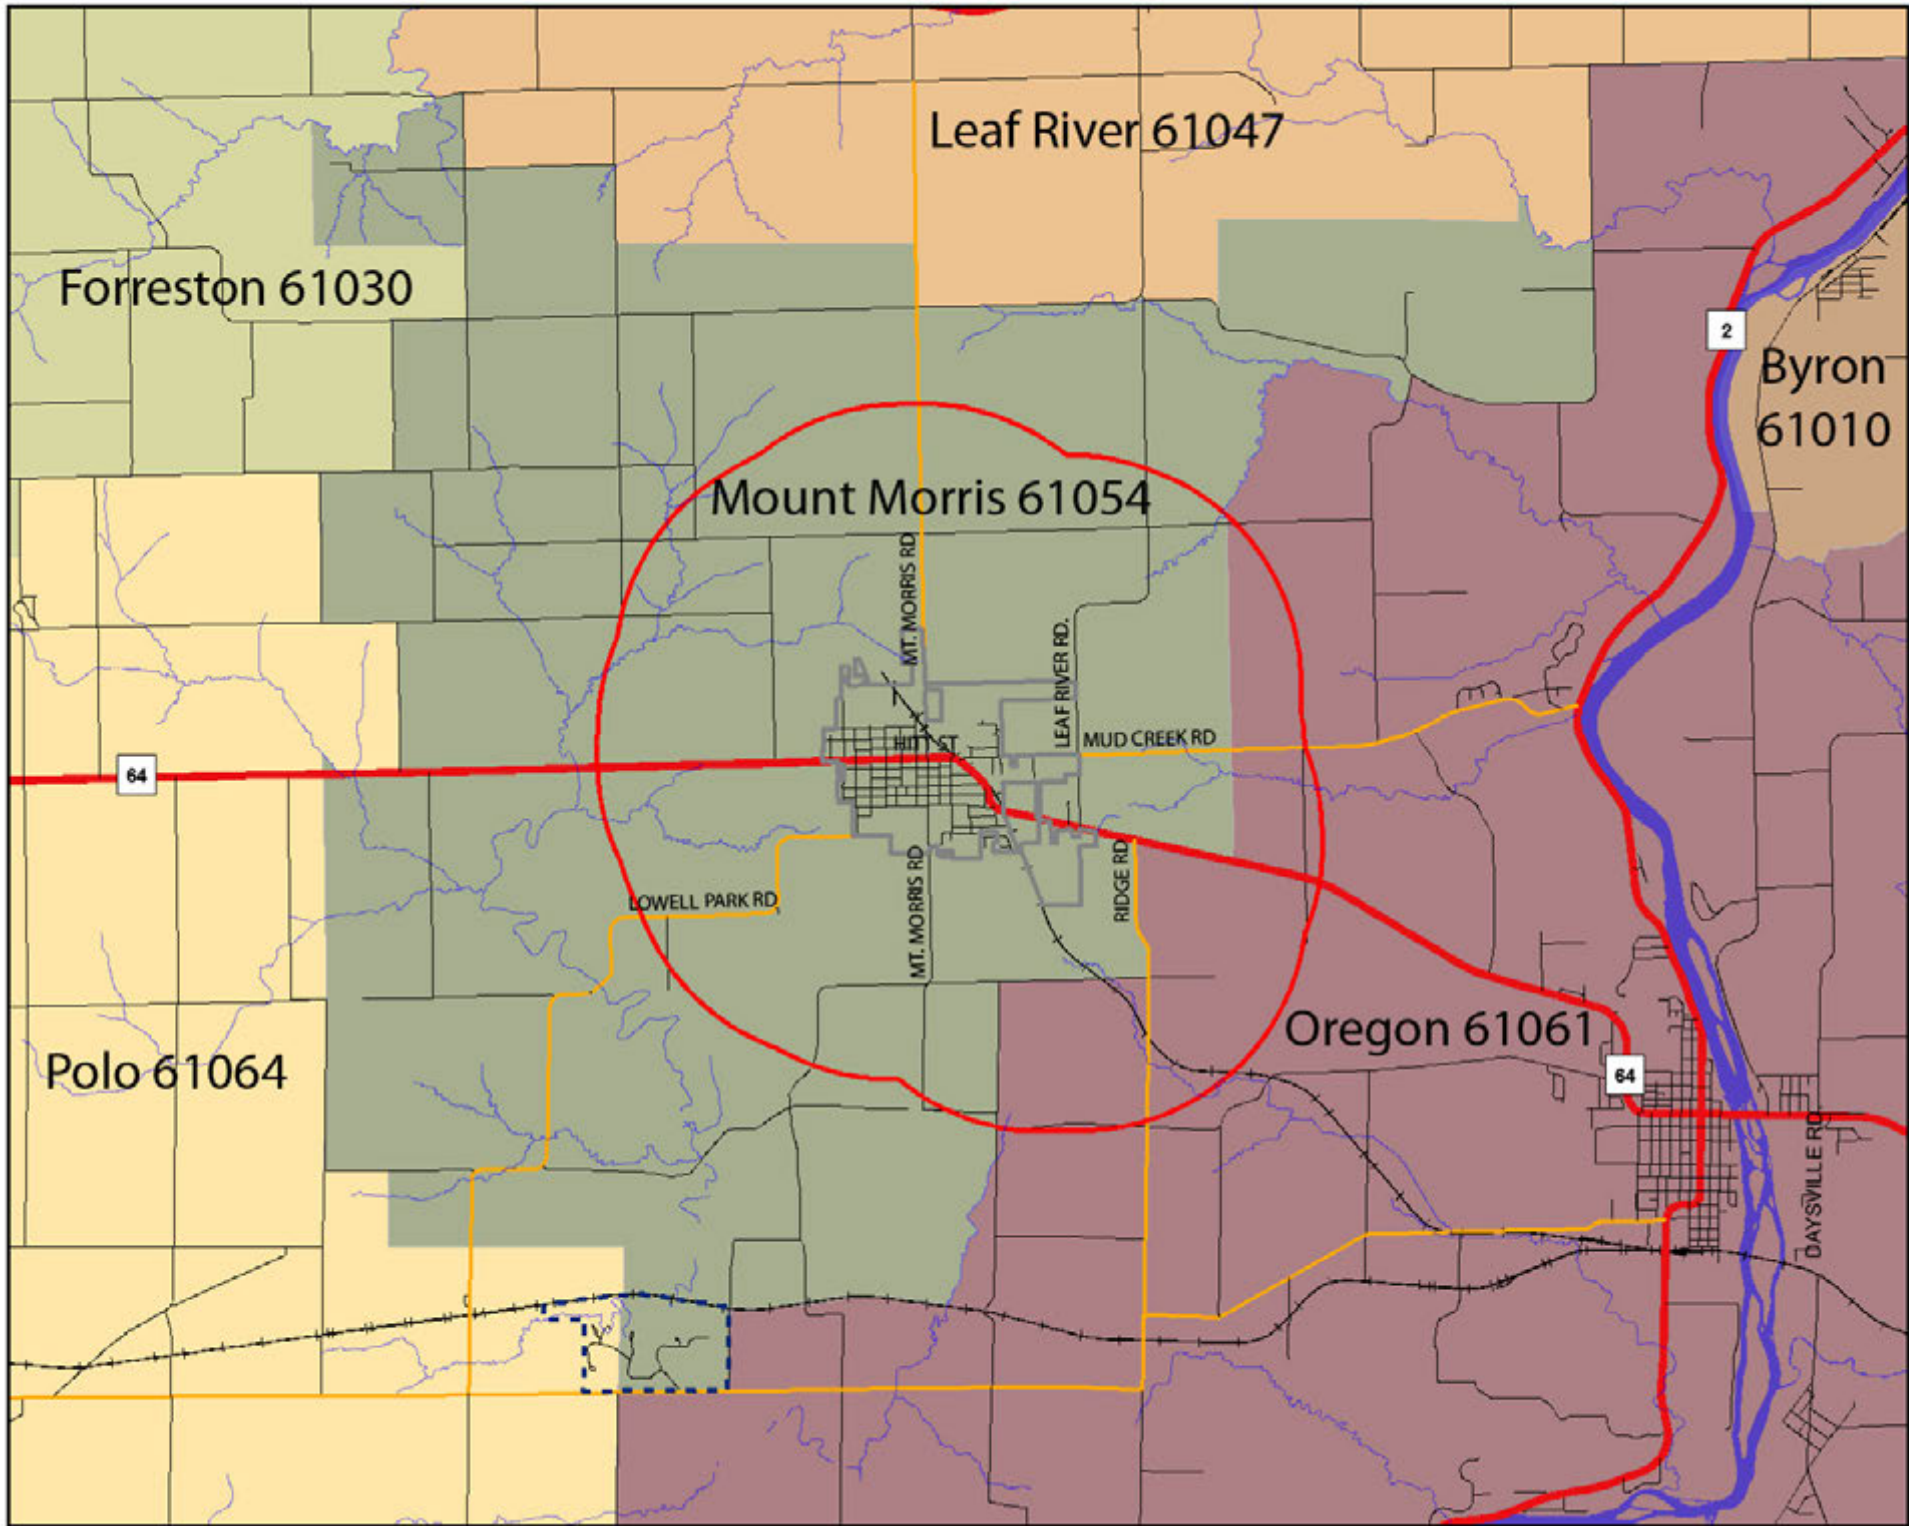 Leaf River 61047
Forreston 61030
2
Byron
61010
Mount Morris 61054
MT. MORRIS RD
LEAF RIVER RD.
HITT ST
MUD CREEK RD
64
RIDGE RD
MT. MORRIS RD
LOWELL PARK RD
Oregon 61061
Polo 61064
64
DAYSVILLE RD